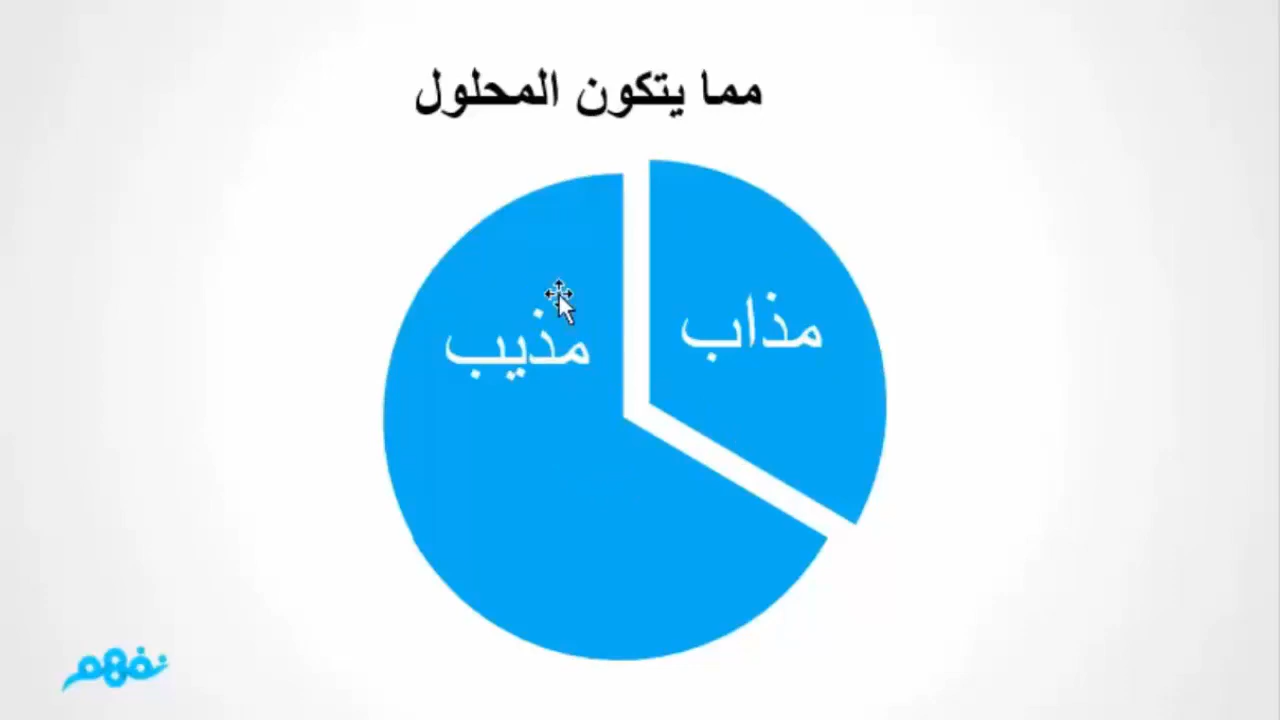 مما يتكون المحلول
مذاب
مذيب
نفهم